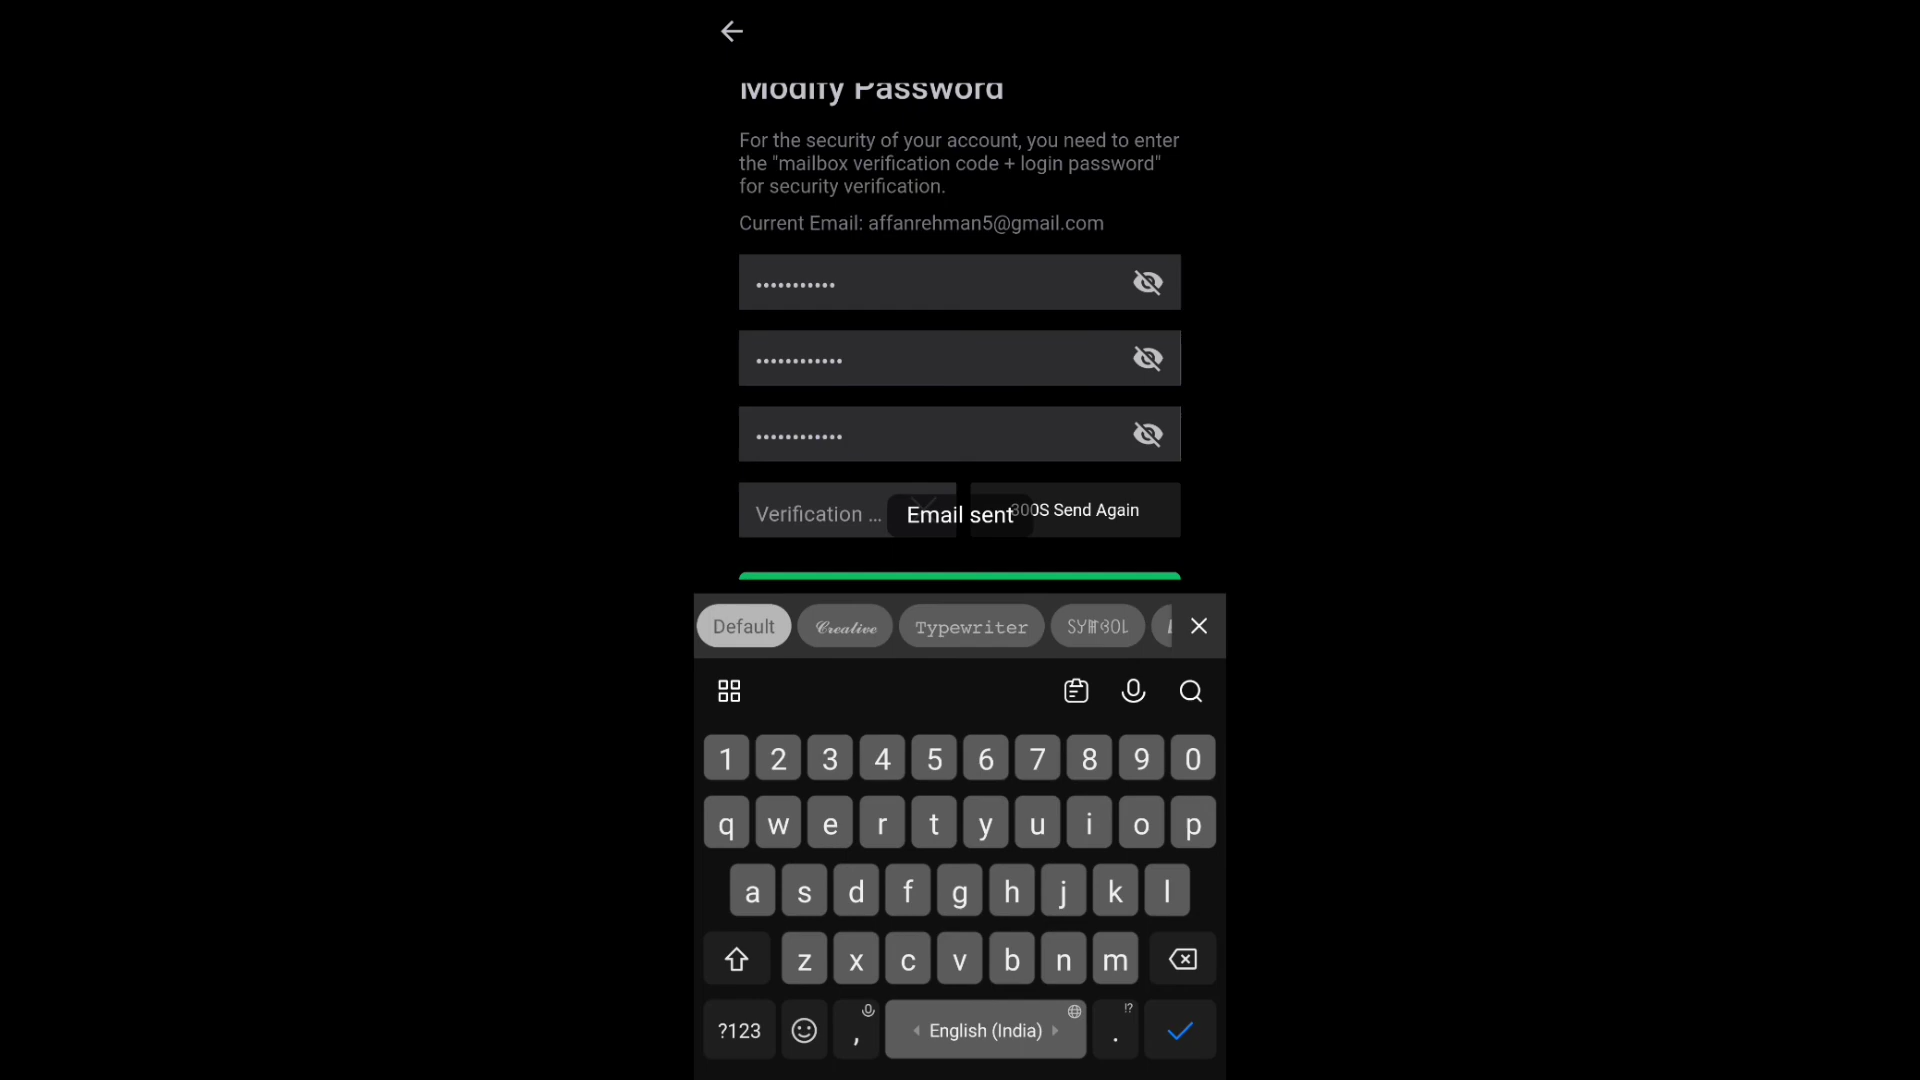 Modify Password
For the security of your account, you need to enter
the "mailbox verification code + login password"
for security verification.
Current Email: affanrehman5@gmail.com
•••••••••••
••••••••••••
••••••••••••
Verification ...
Email sent
300S Send Again
Default
𝒞𝓇𝑒𝒶𝓉𝒾𝓋𝑒
Typewriter
1 2 3 4 5 6 7 8 9 0
q w e r t y u i o p
a s d f g h j k l
z x c v b n m
?123 , English (India) !? .